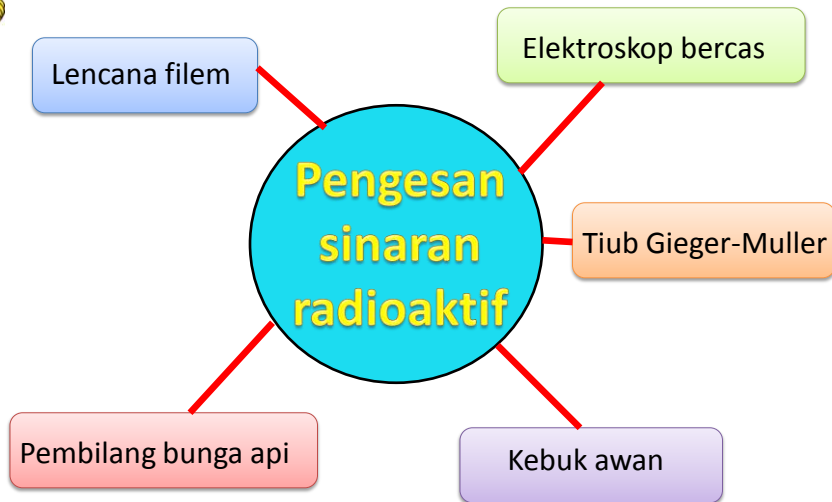 Lencana filem
Elektroskop bercas
Pengesan
sinaran
radioaktif
Tiub Gieger-Muller
Pembilang bunga api
Kebuk awan